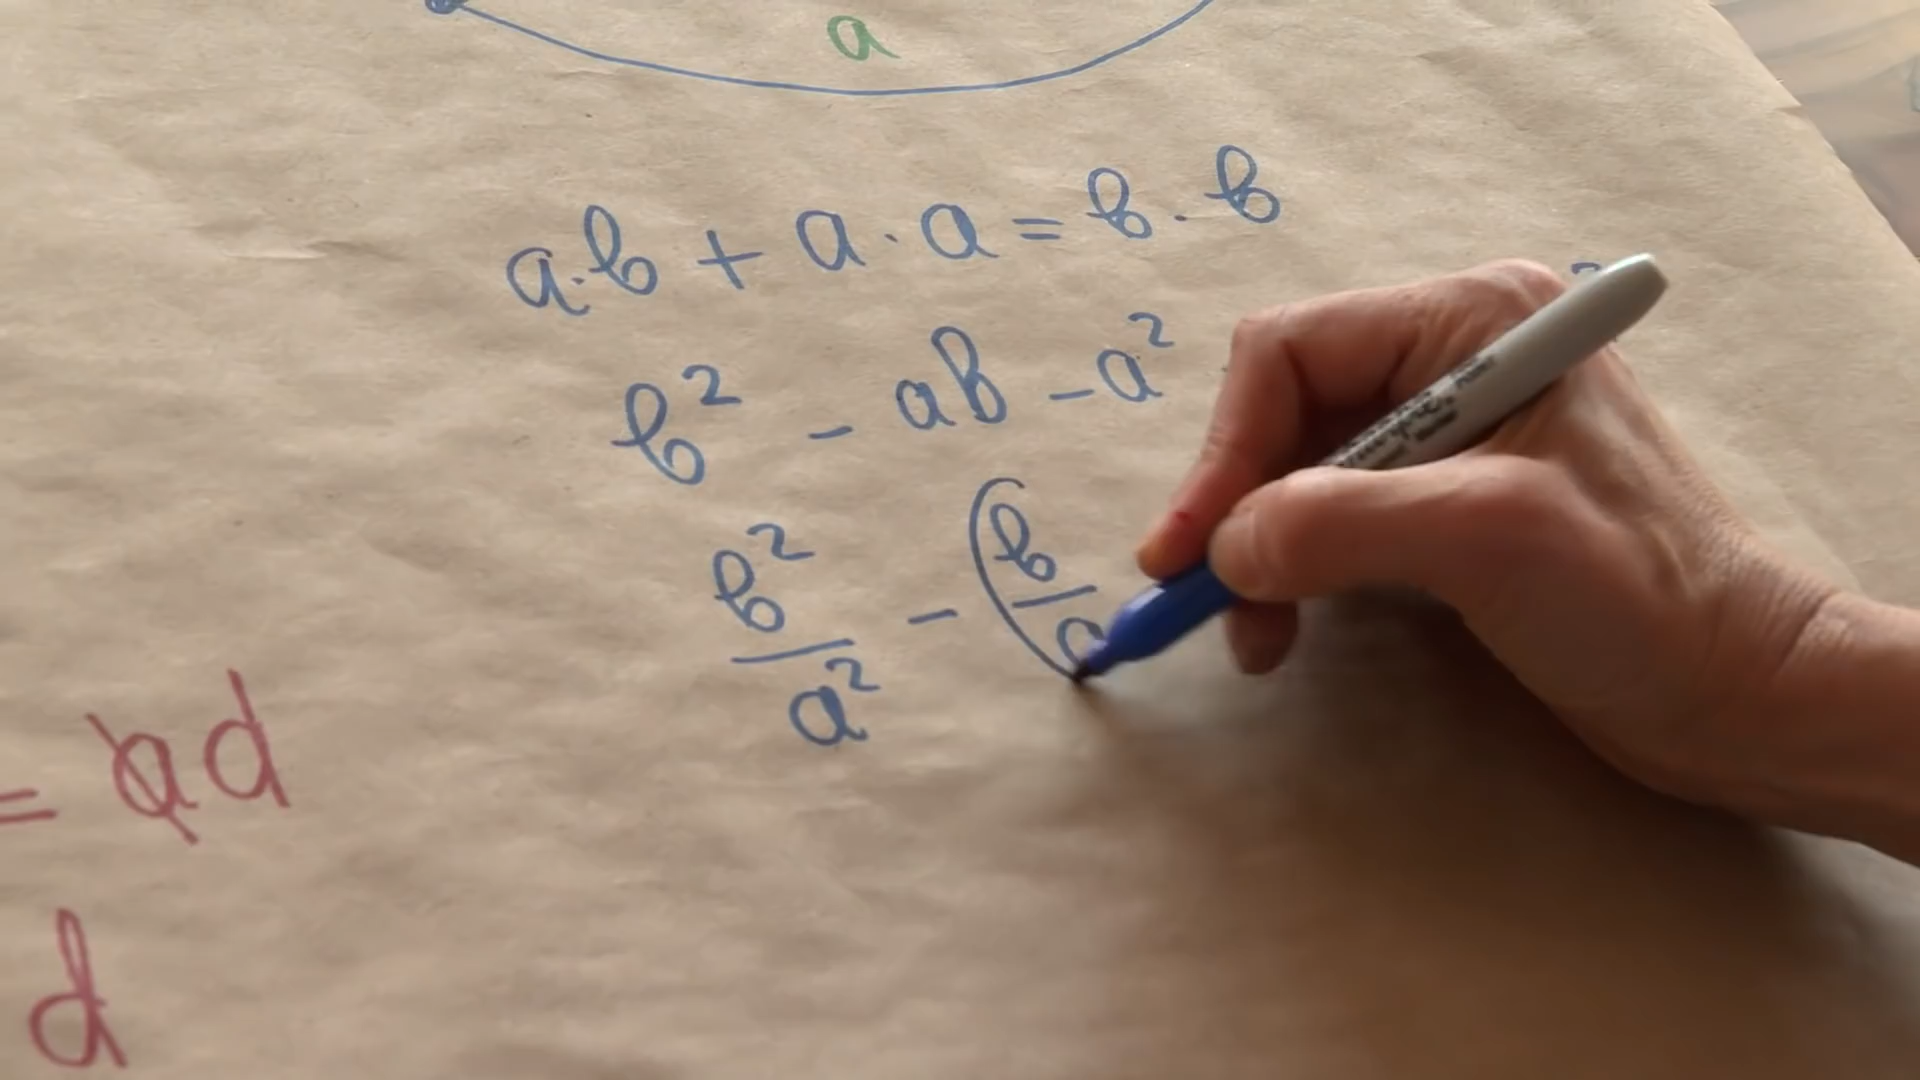 a
a·b + a·a = b·b
b² - ab - a²
b²/a² - (b/a
= ad
d